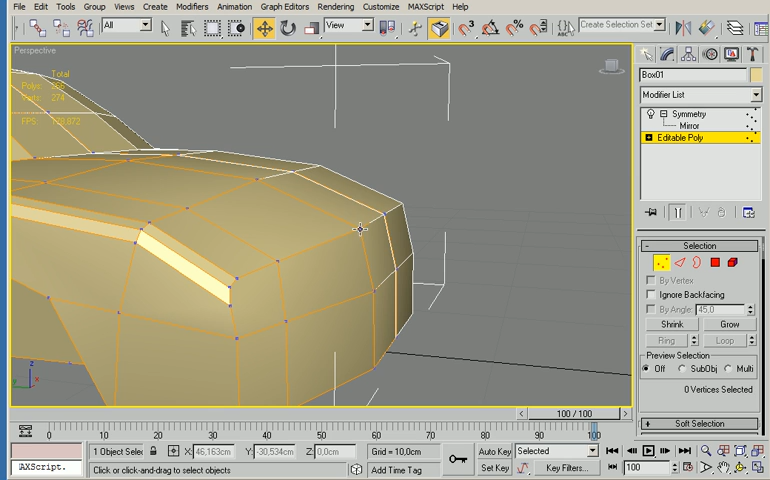 File Edit Tools Group Views Create Modifiers Animation Graph Editors Rendering Customize MAXScript Help
All View Create Selection Set
Perspective
Total
Polys: 266
Verts: 274
FPS:
Box01
Modifier List
Symmetry
Mirror
Editable Poly
- Selection
By Vertex
Ignore Backfacing
By Angle: 45,0
Shrink Grow
Ring Loop
Preview Selection
Off SubObj Multi
0 Vertices Selected
+ Soft Selection
< 100 / 100 >
0 10 20 30 40 50 60 70 80 90 100
1 Object Selec X: 46,163cm Y: -30,534cm Z: 0,0cm Grid = 10,0cm Auto Key Selected
AXScript. Click or click-and-drag to select objects Add Time Tag Set Key Key Filters... 100